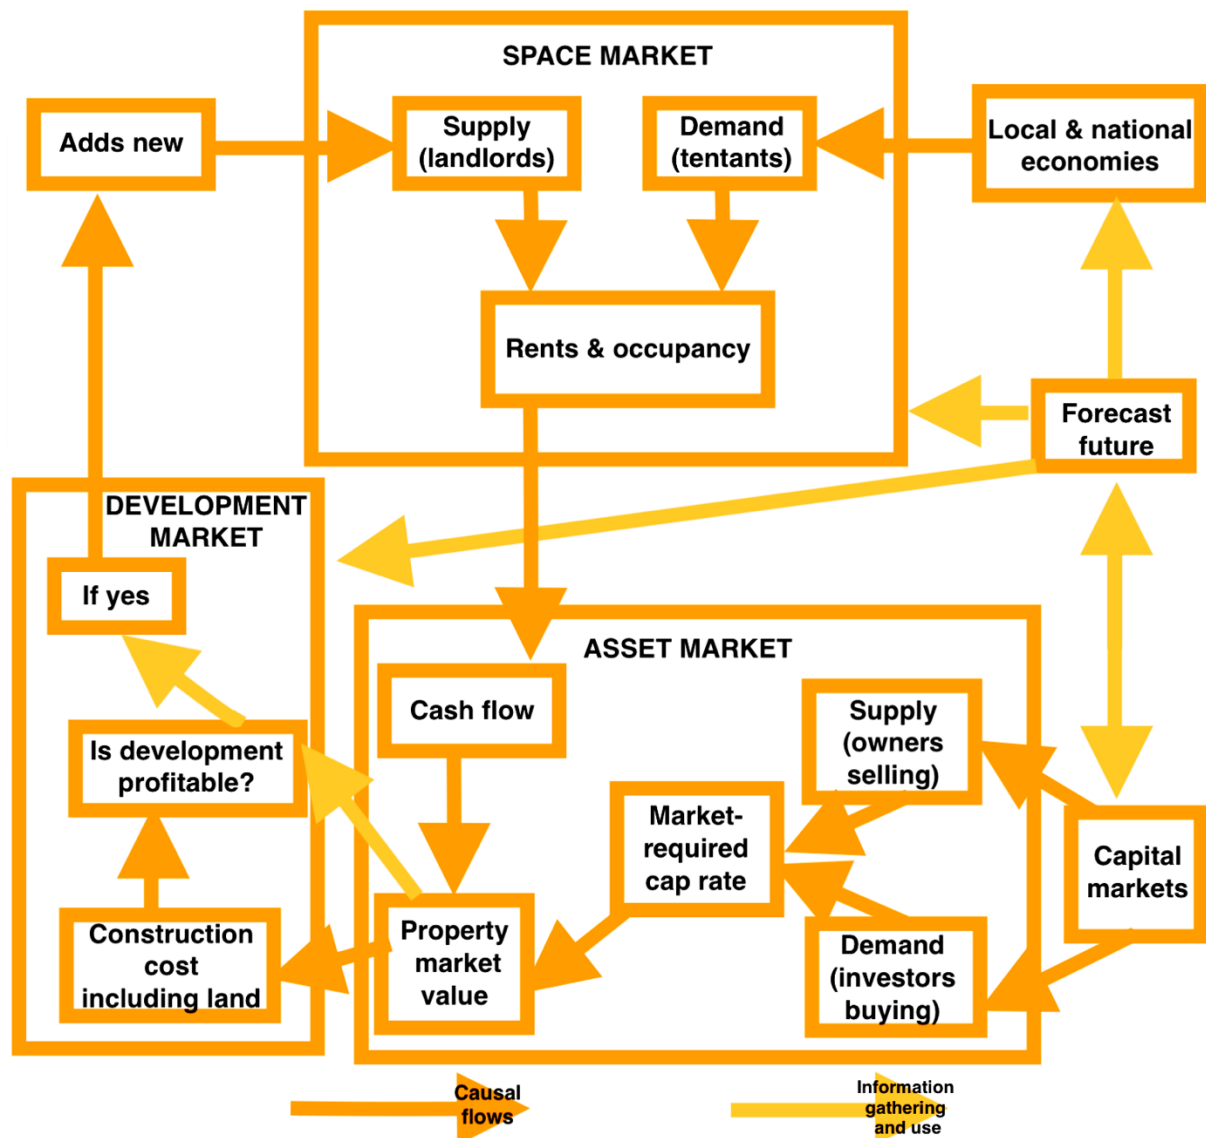 SPACE MARKET
Adds new
Supply
(landlords)
Demand
(tentants)
Local & national
economies
Rents & occupancy
Forecast
future
DEVELOPMENT
MARKET
If yes
ASSET MARKET
Cash flow
Supply
(owners
selling)
Is development
profitable?
Market-
required
cap rate
Capital
markets
Construction
cost
including land
Property
market
value
Demand
(investors
buying)
Causal
flows
Information
gathering
and use